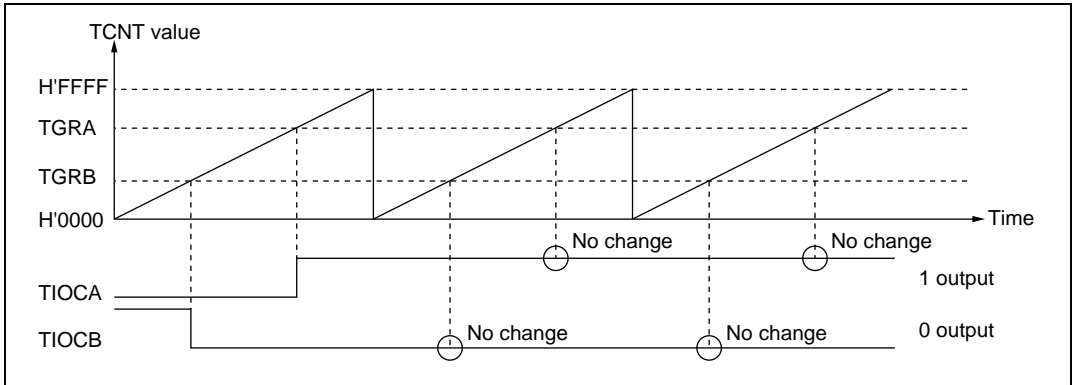 TCNT value
H'FFFF
TGRA
TGRB
H'0000
Time
No change
No change
1 output
TIOCA
No change
No change
0 output
TIOCB